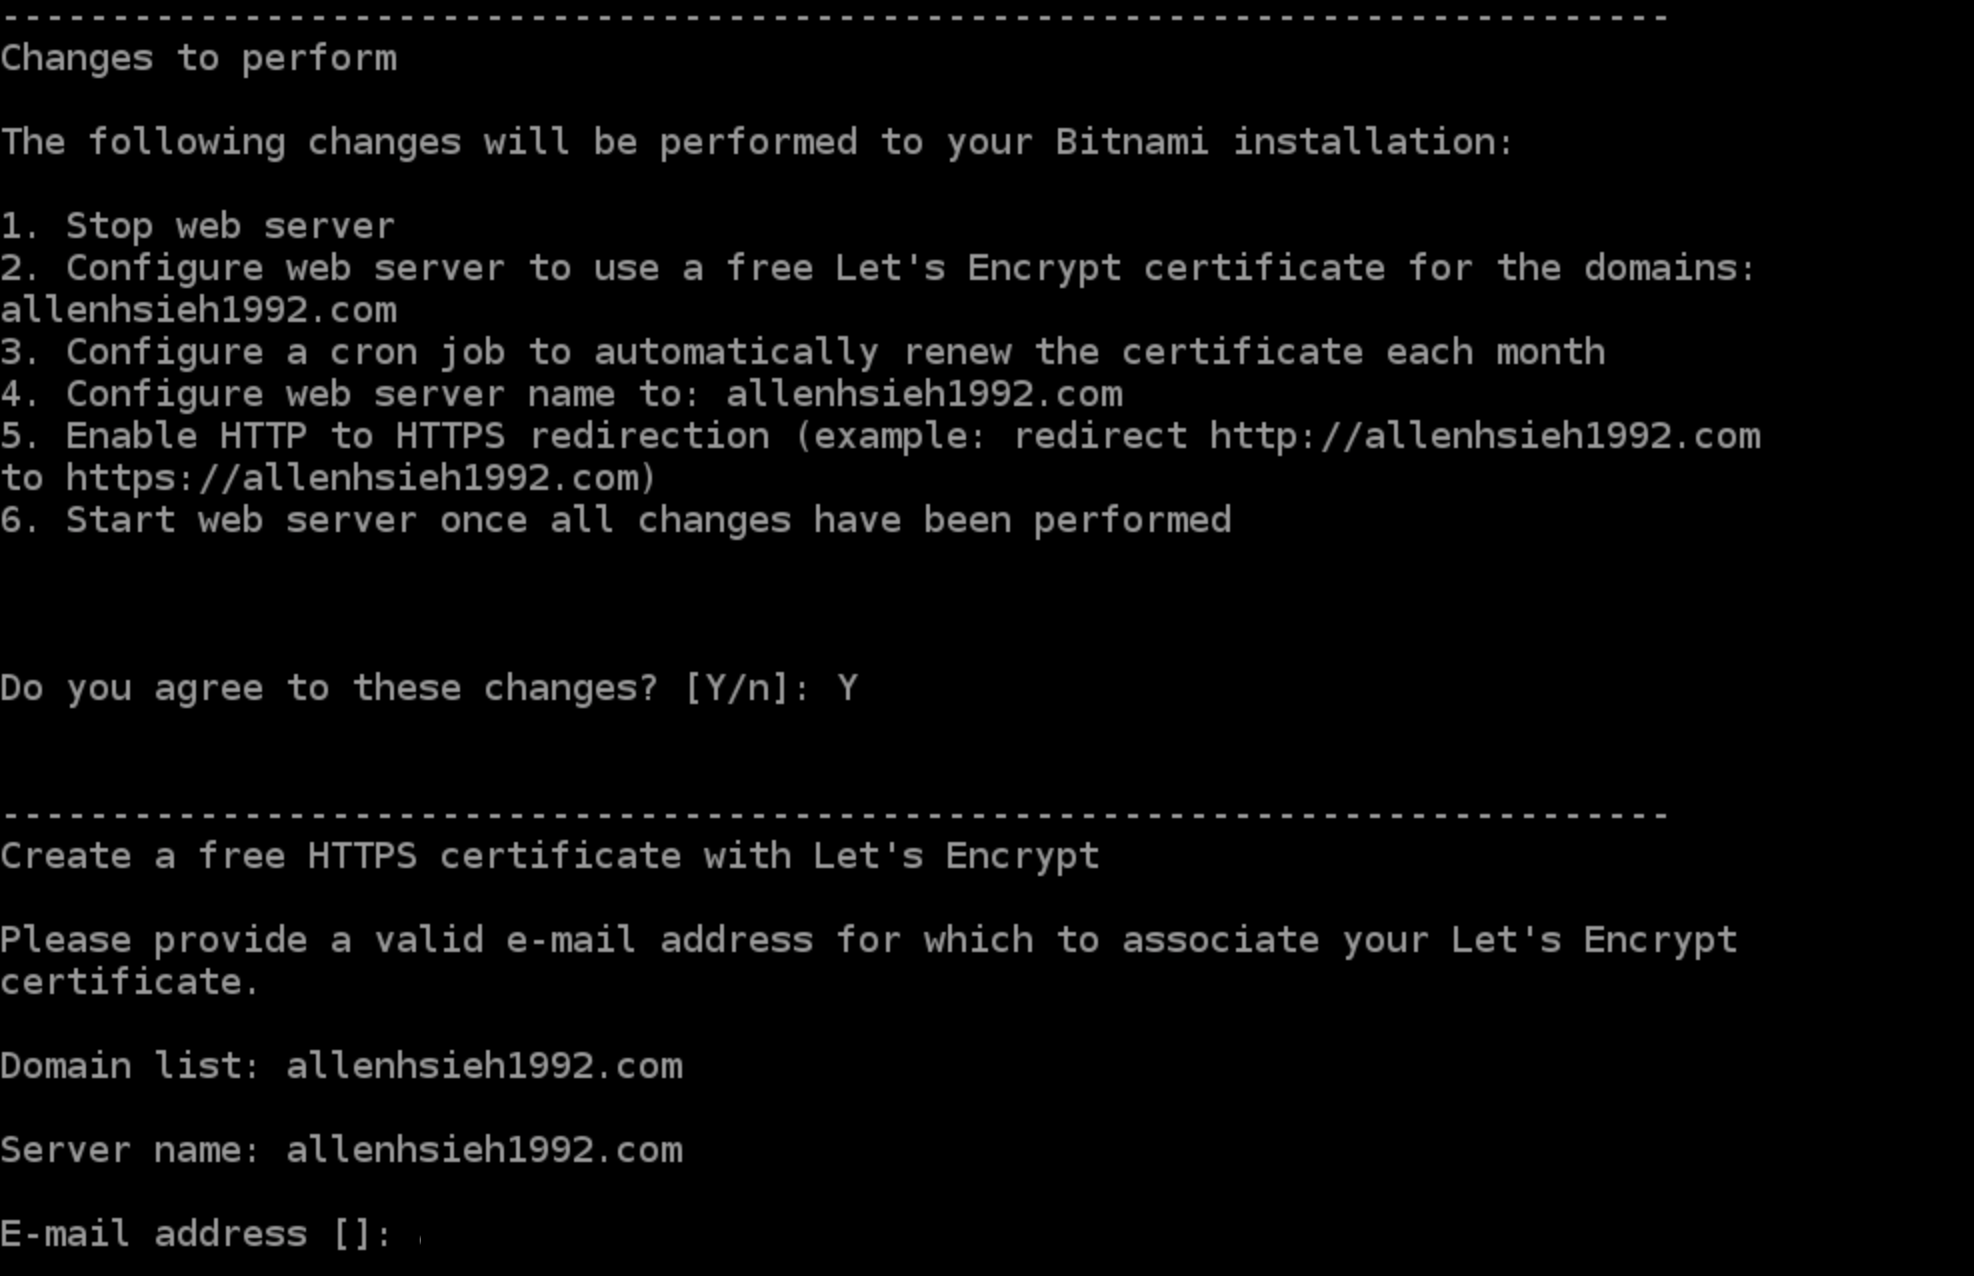 --------------------------------------------------------------------------
Changes to perform
The following changes will be performed to your Bitnami installation:
1. Stop web server
2. Configure web server to use a free Let's Encrypt certificate for the domains:
allenhsieh1992.com
3. Configure a cron job to automatically renew the certificate each month
4. Configure web server name to: allenhsieh1992.com
5. Enable HTTP to HTTPS redirection (example: redirect http://allenhsieh1992.com
to https://allenhsieh1992.com)
6. Start web server once all changes have been performed
Do you agree to these changes? [Y/n]: Y
--------------------------------------------------------------------------
Create a free HTTPS certificate with Let's Encrypt
Please provide a valid e-mail address for which to associate your Let's Encrypt
certificate.
Domain list: allenhsieh1992.com
Server name: allenhsieh1992.com
E-mail address []: